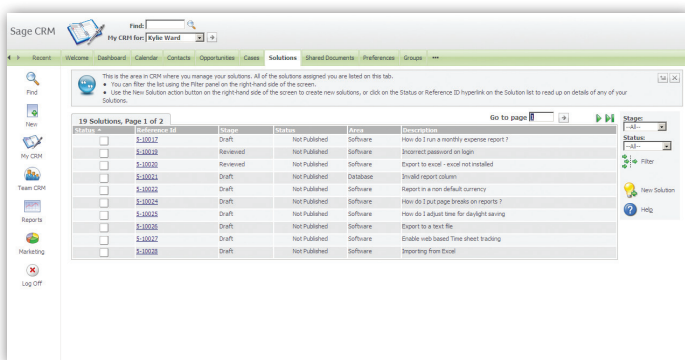 Sage CRM
Find:
My CRM for: Kylie Ward
Recent Welcome Dashboard Calendar Contacts Opportunities Cases Solutions Shared Documents Preferences Groups •••
Find
New
My CRM
Team CRM
Reports
Marketing
Log Off
This is the area in CRM where you manage your solutions. All of the solutions assigned you are listed on this tab.
• You can filter the list using the Filter panel on the right-hand side of the screen.
• Use the New Solution action button on the right-hand side of the screen to create new solutions, or click on the Status or Reference ID hyperlink on the Solution list to read up on details of any of your
Solutions.
19 Solutions, Page 1 of 2
Go to page
Status Reference Id Stage Status Area Description
5-10017 Draft Not Published Software How do I run a monthly expense report ?
5-10019 Reviewed Not Published Software Incorrect password on login
5-10020 Reviewed Not Published Software Export to excel - excel not installed
5-10021 Draft Not Published Database Invalid report column
5-10022 Draft Not Published Software Report in a non default currency
5-10024 Draft Not Published Software How do I put page breaks on reports ?
5-10025 Draft Not Published Software How do I adjust time for daylight saving
5-10026 Draft Not Published Software Export to a text file
5-10027 Draft Not Published Software Enable web based Time sheet tracking
5-10028 Draft Not Published Software Importing from Excel
Stage:
--All--
Status:
--All--
Filter
New Solution
Help